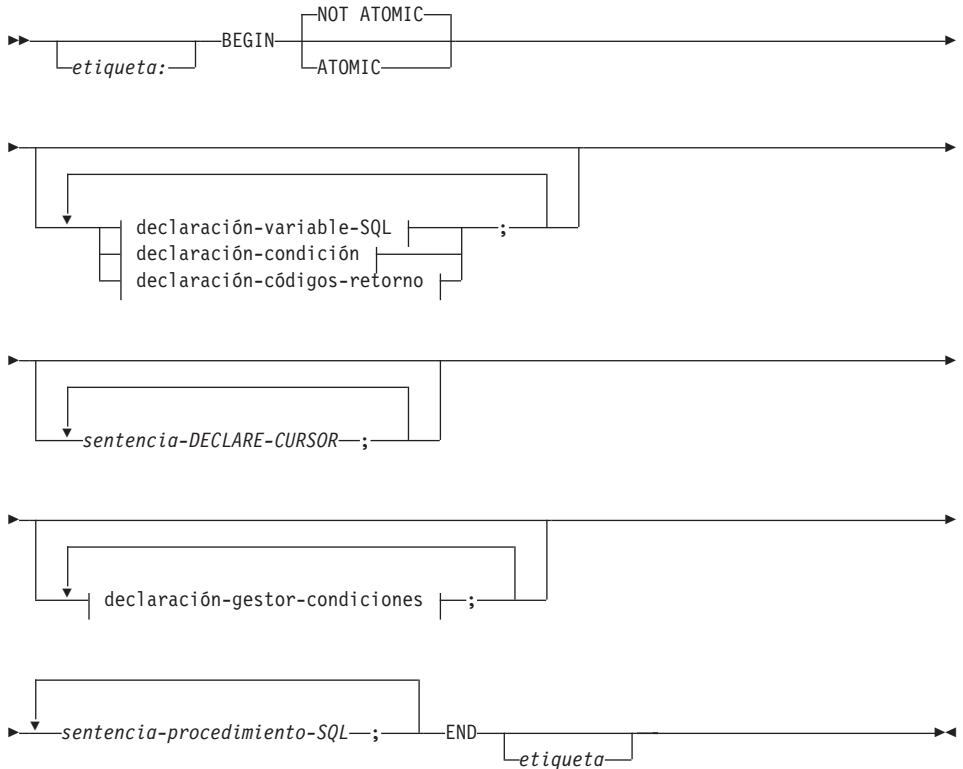 NOT ATOMIC
BEGIN
etiqueta:
ATOMIC
declaración-variable-SQL ;
declaración-condición
declaración-códigos-retorno
sentencia-DECLARE-CURSOR ;
declaración-gestor-condiciones ;
sentencia-procedimiento-SQL ; END
etiqueta